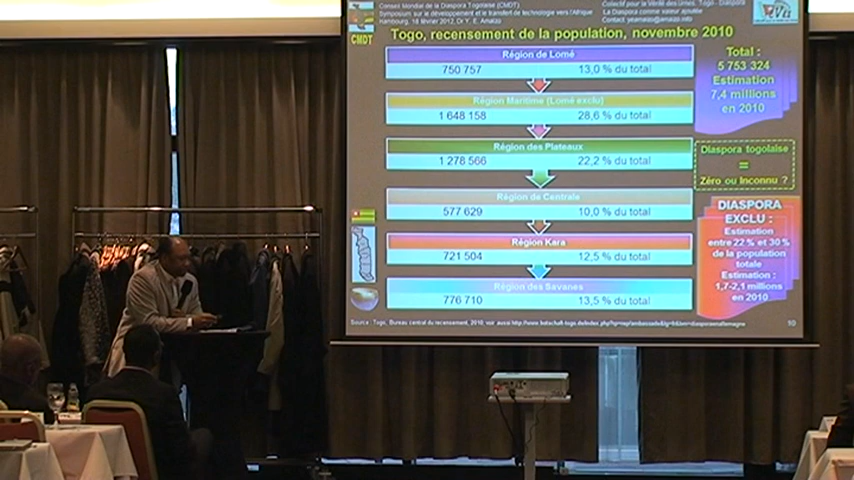 Conseil Mondial de la Diaspora Togolaise (CMDT)
Symposium sur le développement et le transfert de technologie vers l'Afrique
Hambourg, 18 février 2012, Dr Y. E. Amaïzo
Collectif pour la Vérité des Urnes, Togo - Diaspora
La Diaspora comme valeur ajoutée
CMDT
Togo, recensement de la population, novembre 2010
Région de Lomé
750 757 13,0 % du total
Région Maritime (Lomé exclu)
1 648 158 28,6 % du total
Région des Plateaux
1 278 566 22,2 % du total
Région de Centrale
577 629 10,0 % du total
Région Kara
721 504 12,5 % du total
Région des Savanes
776 710 13,5 % du total
Total :
5 753 324
Estimation
7,4 millions
en 2010
Diaspora togolaise
=
Zéro ou Inconnu ?
DIASPORA
EXCLU :
Estimation
entre 22 % et 30 %
de la population
totale
Estimation :
1,7-2,1 millions
en 2010
Source : Togo, Bureau central du recensement, 2010; voir aussi
10